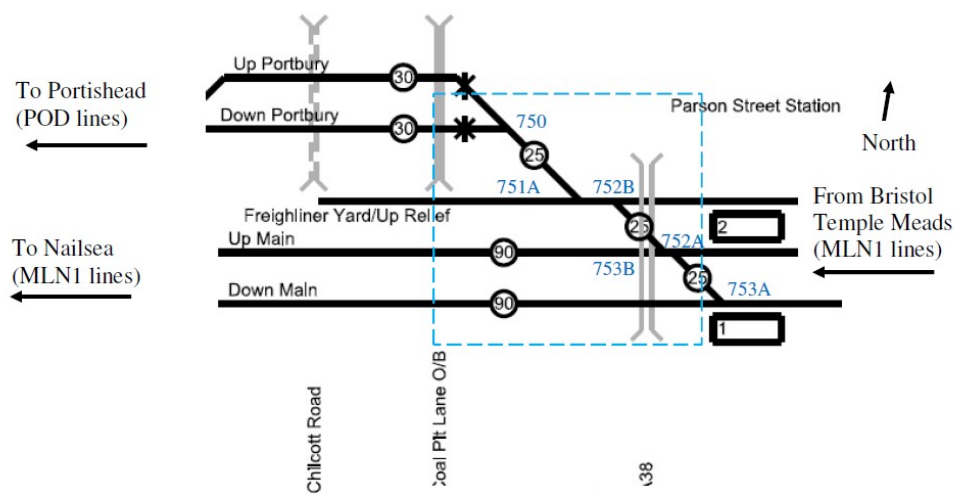 Up Portbury
30
To Portishead
(POD lines)
Down Portbury
30
750
Parson Street Station
North
25
751A
752B
Freighliner Yard/Up Relief
25
2
From Bristol
Temple Meads
(MLN1 lines)
To Nailsea
(MLN1 lines)
Up Main
90
752A
753B
25
753A
Down Main
90
1
Chilcott Road
Coal Pit Lane O/B
A38